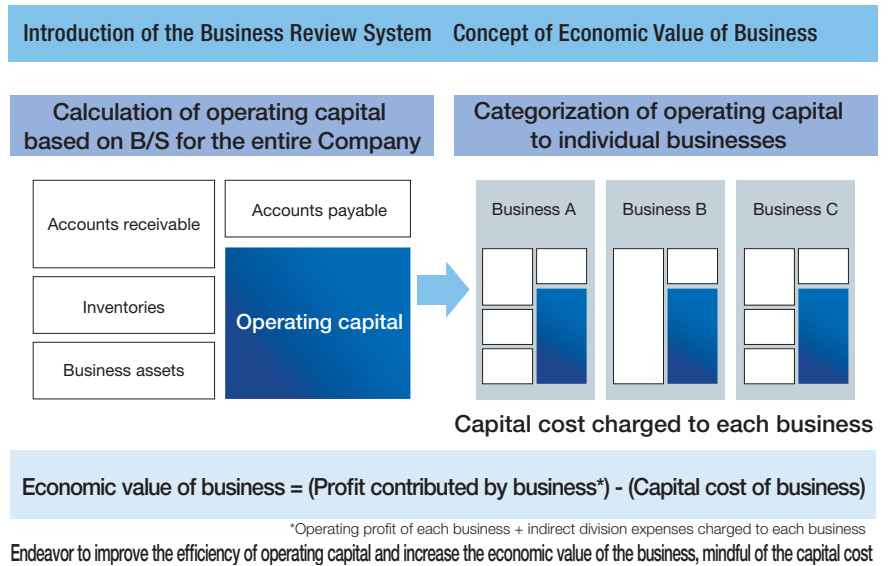 Introduction of the Business Review System
Concept of Economic Value of Business
Calculation of operating capital
based on B/S for the entire Company
Categorization of operating capital
to individual businesses
Accounts receivable
Accounts payable
Inventories
Operating capital
Business assets
Business A
Business B
Business C
Capital cost charged to each business
Economic value of business = (Profit contributed by business*) - (Capital cost of business)
*Operating profit of each business + indirect division expenses charged to each business
Endeavor to improve the efficiency of operating capital and increase the economic value of the business, mindful of the capital cost